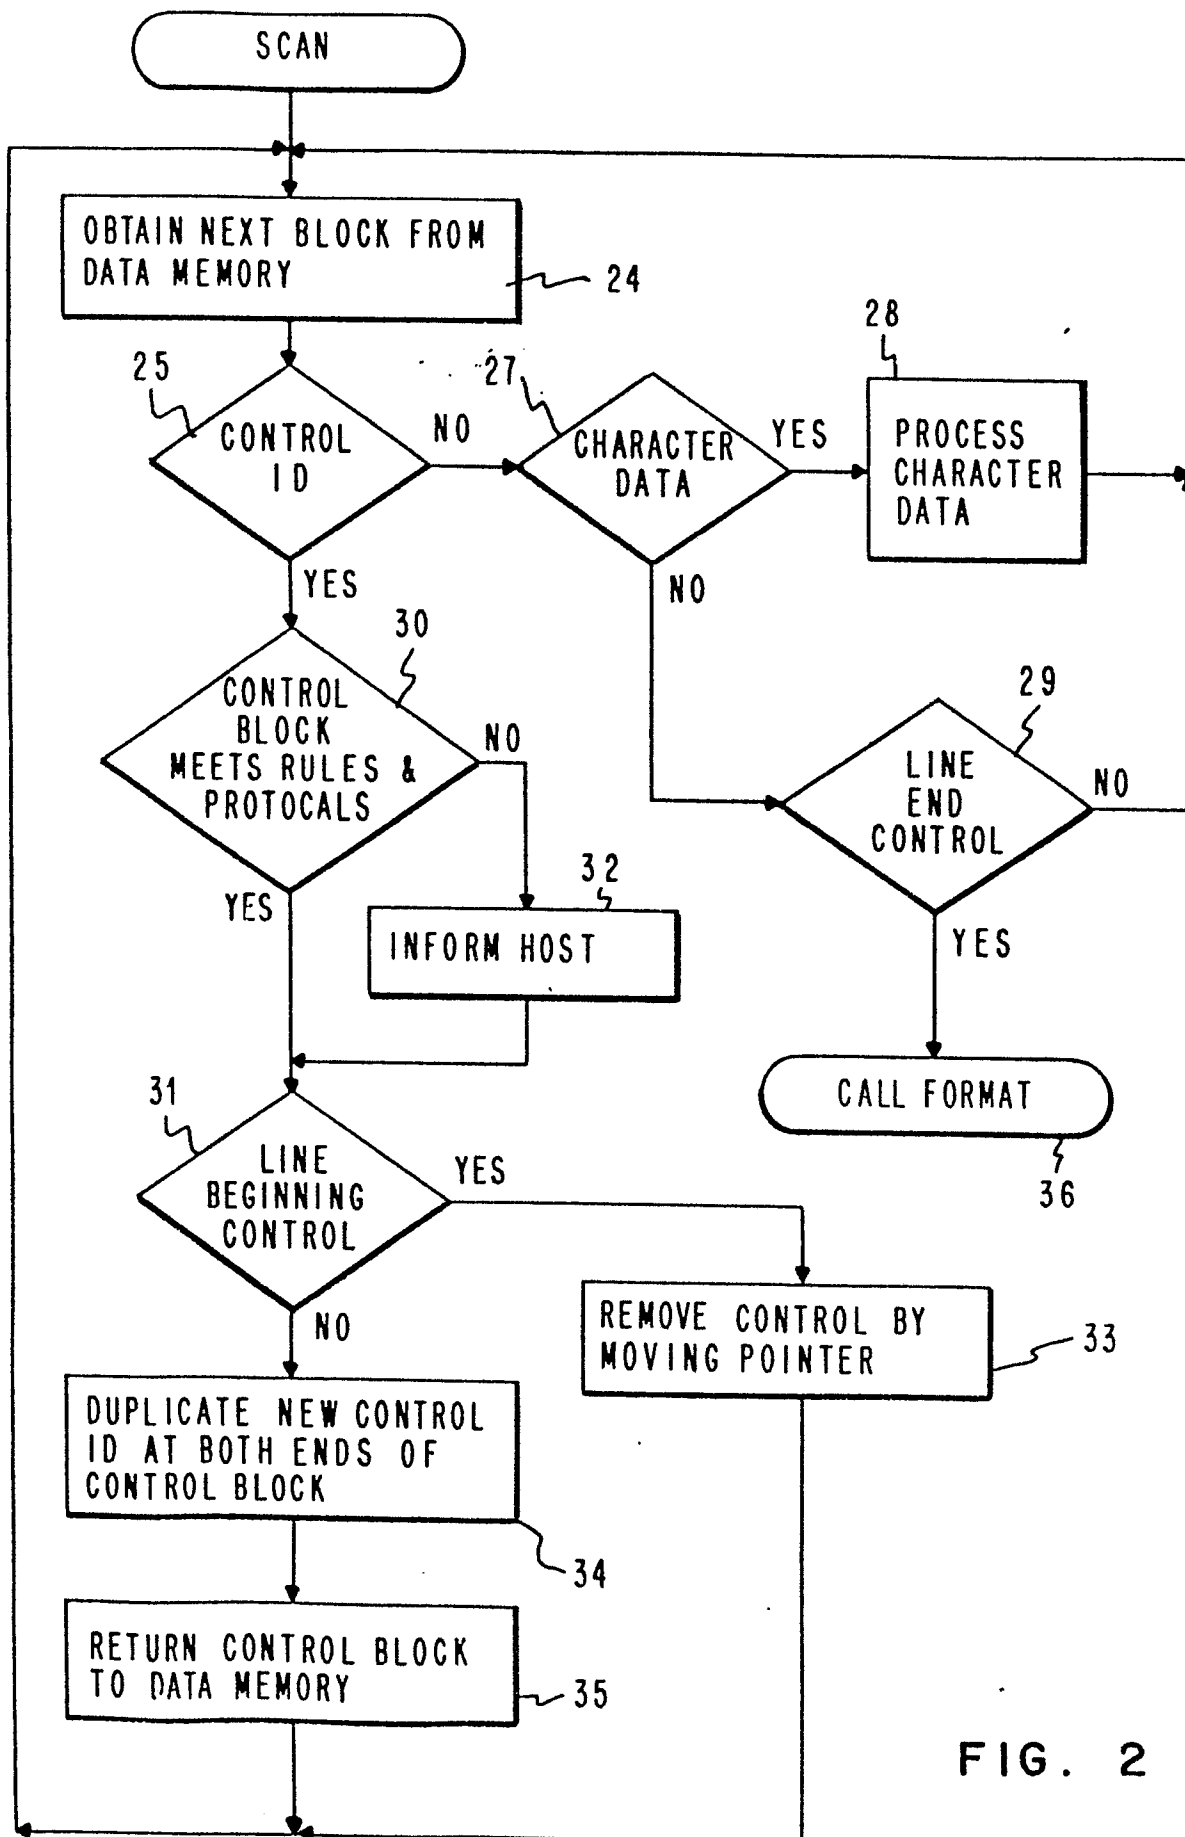 SCAN
OBTAIN NEXT BLOCK FROM
DATA MEMORY
24
25
CONTROL
ID
NO
YES
27
CHARACTER
DATA
YES
NO
28
PROCESS
CHARACTER
DATA
30
CONTROL
BLOCK
MEETS RULES &
PROTOCALS
NO
YES
29
LINE
END
CONTROL
NO
YES
32
INFORM HOST
CALL FORMAT
36
31
LINE
BEGINNING
CONTROL
YES
NO
REMOVE CONTROL BY
MOVING POINTER
33
DUPLICATE NEW CONTROL
ID AT BOTH ENDS OF
CONTROL BLOCK
34
RETURN CONTROL BLOCK
TO DATA MEMORY
35
FIG. 2